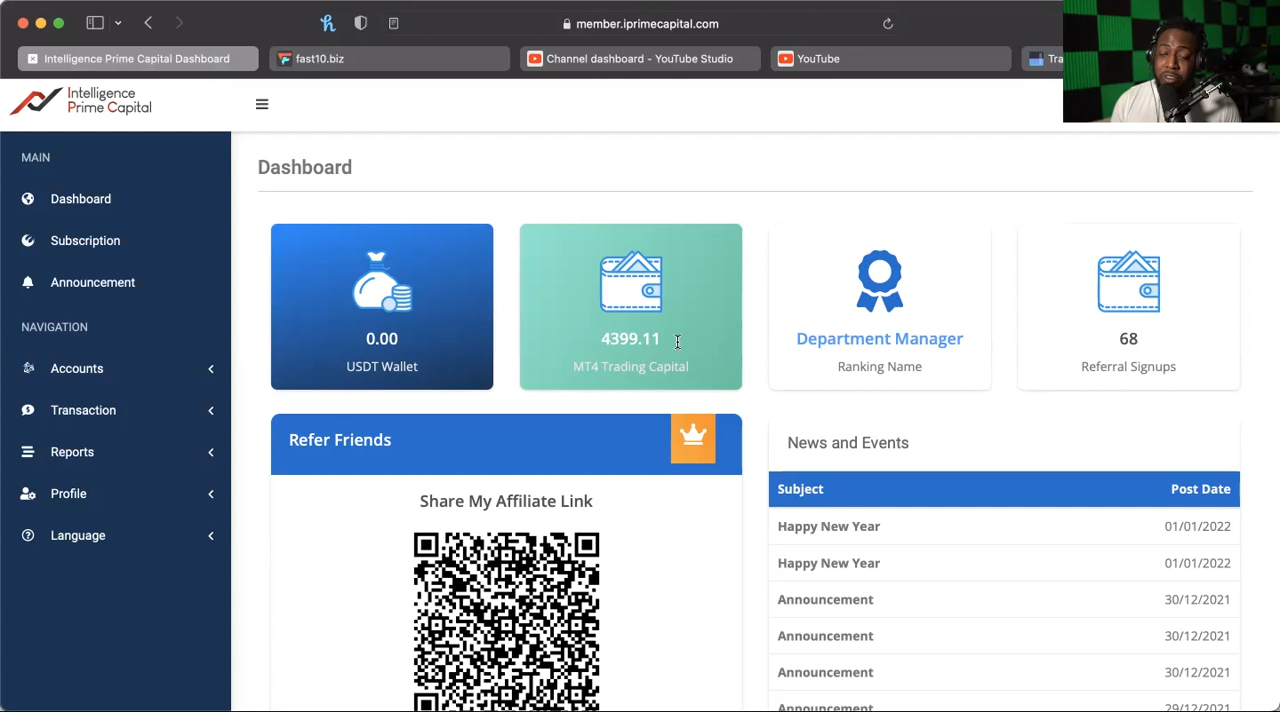 member.iprimecapital.com
Intelligence Prime Capital Dashboard
fast10.biz
Channel dashboard - YouTube Studio
YouTube
Intelligence
Prime Capital
MAIN
Dashboard
Subscription
Announcement
NAVIGATION
Accounts
Transaction
Reports
Profile
Language
Dashboard
0.00
USDT Wallet
4399.11
MT4 Trading Capital
Department Manager
Ranking Name
68
Referral Signups
Refer Friends
Share My Affiliate Link
News and Events
Subject Post Date
Happy New Year 01/01/2022
Happy New Year 01/01/2022
Announcement 30/12/2021
Announcement 30/12/2021
Announcement 30/12/2021
Announcement 29/12/2021